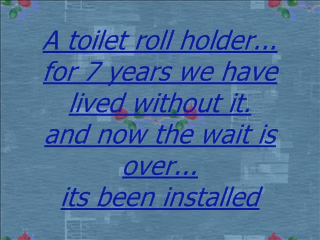 A toilet roll holder...
for 7 years we have
lived without it.
and now the wait is
over...
its been installed